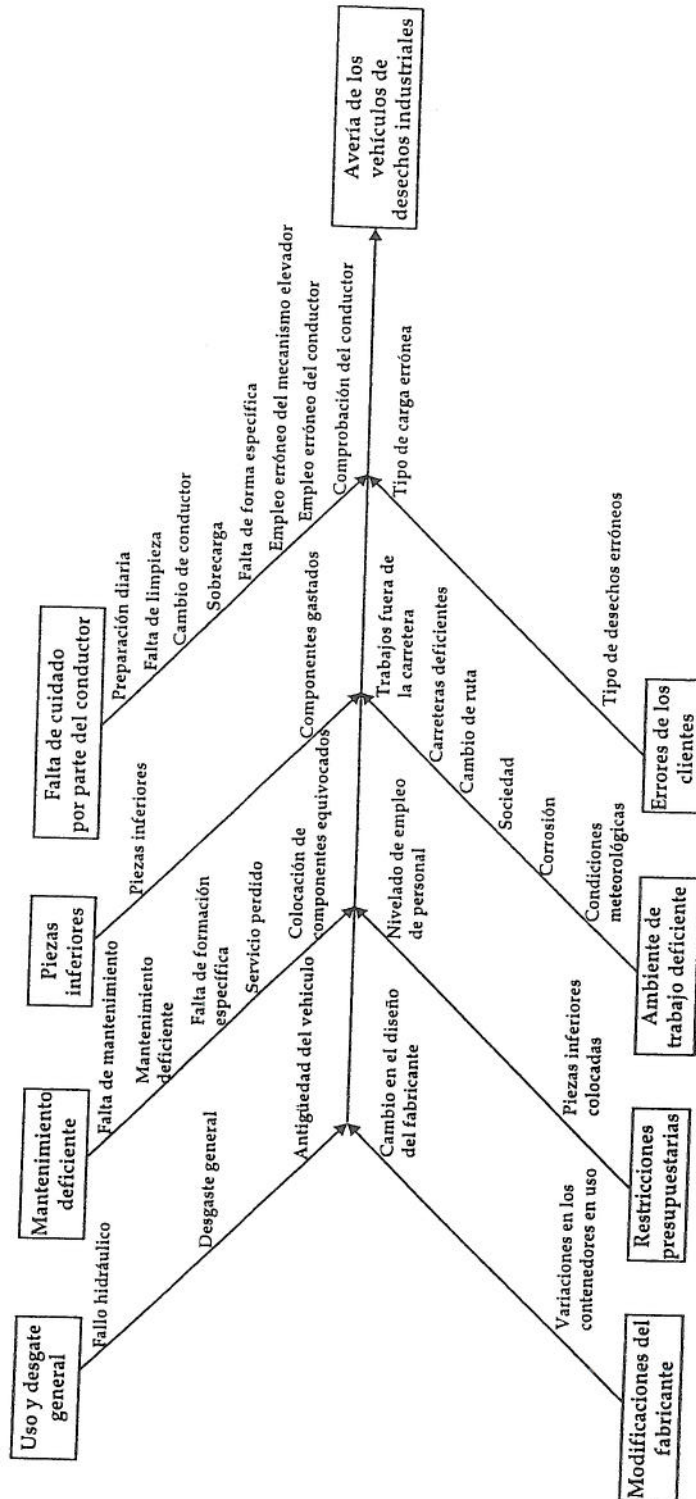 Uso y desgate
general
Fallo hidráulico
Desgaste general
Antigüedad del vehículo
Mantenimiento
deficiente
Falta de mantenimiento
Mantenimiento
deficiente
Falta de formación
específica
Servicio perdido
Colocación de
componentes equivocados
Piezas
inferiores
Piezas inferiores
Componentes gastados
Falta de cuidado
por parte del conductor
Preparación diaria
Falta de limpieza
Cambio de conductor
Sobrecarga
Falta de forma específica
Empleo erróneo del mecanismo elevador
Empleo erróneo del conductor
Comprobación del conductor
Avería de los
vehículos de
desechos industriales
Cambio en el diseño
del fabricante
Variaciones en los
contenedores en uso
Modificaciones del
fabricante
Nivelado de empleo
de personal
Piezas inferiores
colocadas
Restricciones
presupuestarias
Trabajos fuera de
la carretera
Carreteras deficientes
Cambio de ruta
Sociedad
Corrosión
Condiciones
meteorológicas
Ambiente de
trabajo deficiente
Tipo de carga errónea
Tipo de desechos erróneos
Errores de los
clientes